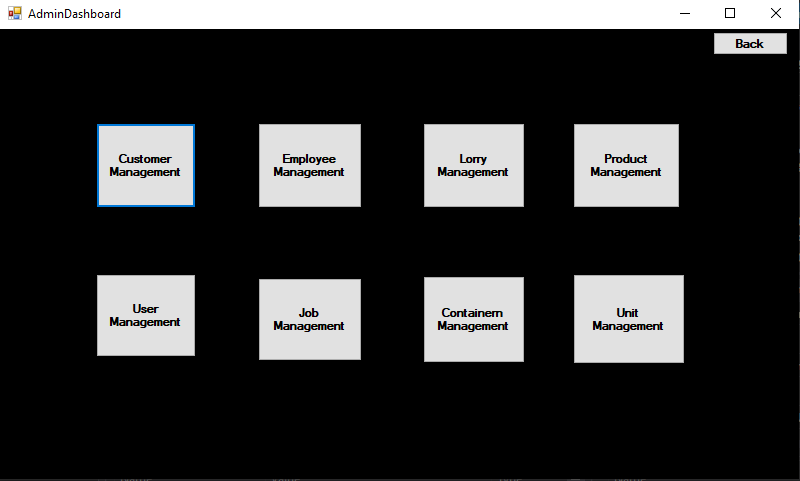 AdminDashboard
Back
Customer
Management
Employee
Management
Lorry
Management
Product
Management
User
Management
Job
Management
Containern
Management
Unit
Management